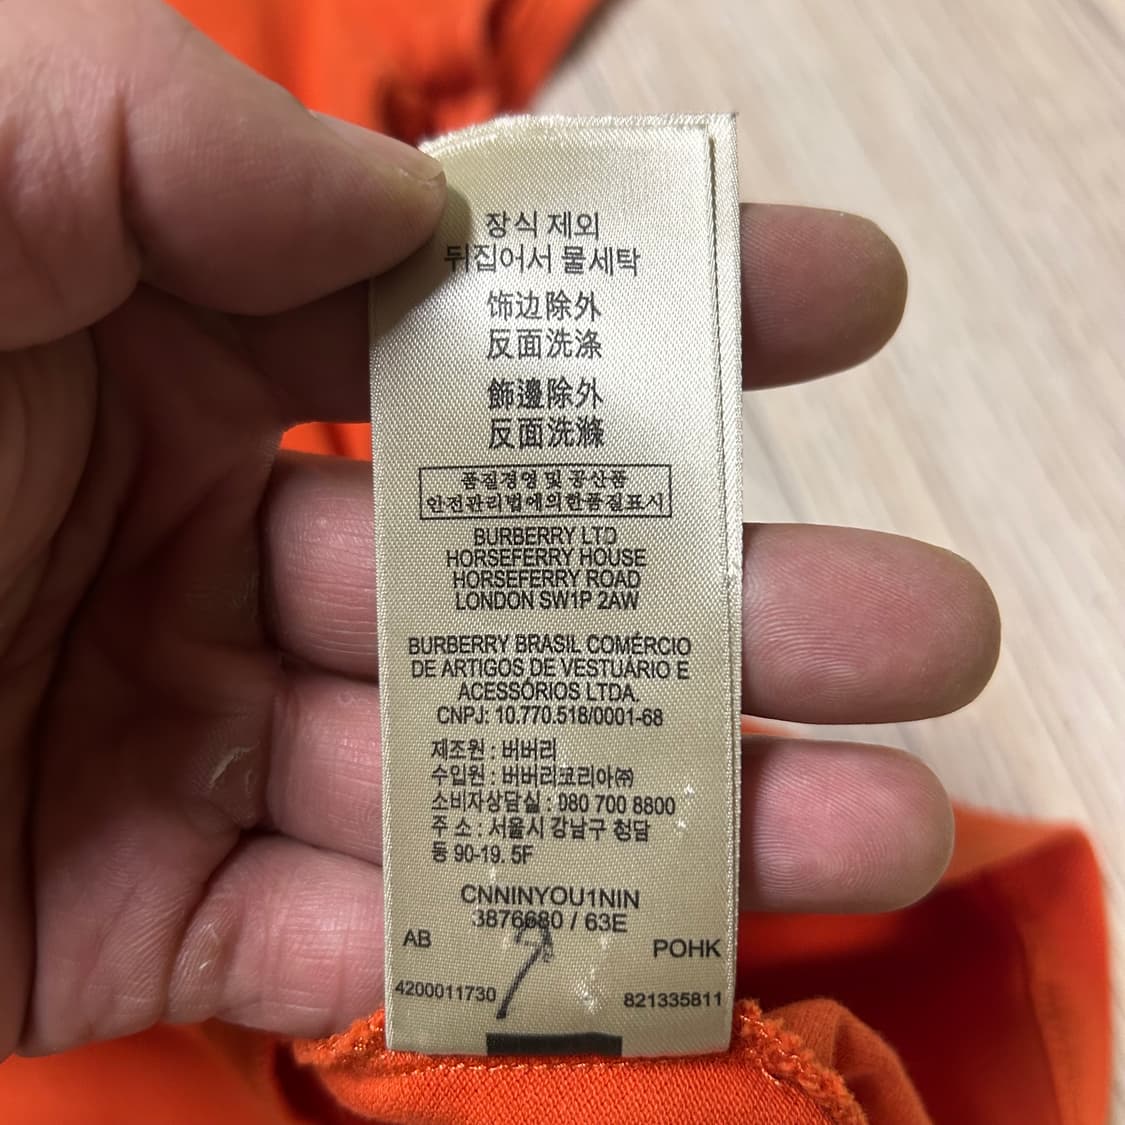 장식 제외
뒤집어서 물세탁
饰边除外
反面洗涤
飾邊除外
反面洗滌
품질경영 및 공산품
안전관리법에의한품질표시
BURBERRY LTD
HORSEFERRY HOUSE
HORSEFERRY ROAD
LONDON SW1P 2AW
BURBERRY BRASIL COMÉRCIO
DE ARTIGOS DE VESTUÁRIO E
ACESSÓRIOS LTDA.
CNPJ: 10.770.518/0001-68
제조원 : 버버리
수입원 : 버버리코리아㈜
소비자상담실 : 080 700 8800
주 소 : 서울시 강남구 청담
동 90-19. 5F
CNNINYOU1NIN
3876680 / 63E
AB POHK
4200011730 821335811